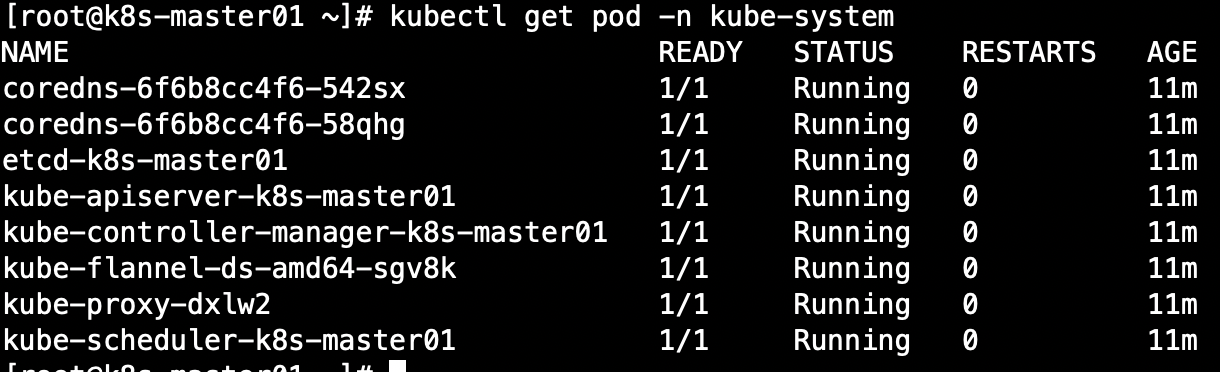 [root@k8s-master01 ~]# kubectl get pod -n kube-system
NAME READY STATUS RESTARTS AGE
coredns-6f6b8cc4f6-542sx 1/1 Running 0 11m
coredns-6f6b8cc4f6-58qhg 1/1 Running 0 11m
etcd-k8s-master01 1/1 Running 0 11m
kube-apiserver-k8s-master01 1/1 Running 0 11m
kube-controller-manager-k8s-master01 1/1 Running 0 11m
kube-flannel-ds-amd64-sgv8k 1/1 Running 0 11m
kube-proxy-dxlw2 1/1 Running 0 11m
kube-scheduler-k8s-master01 1/1 Running 0 11m
[root@k8s-master01 ~]#